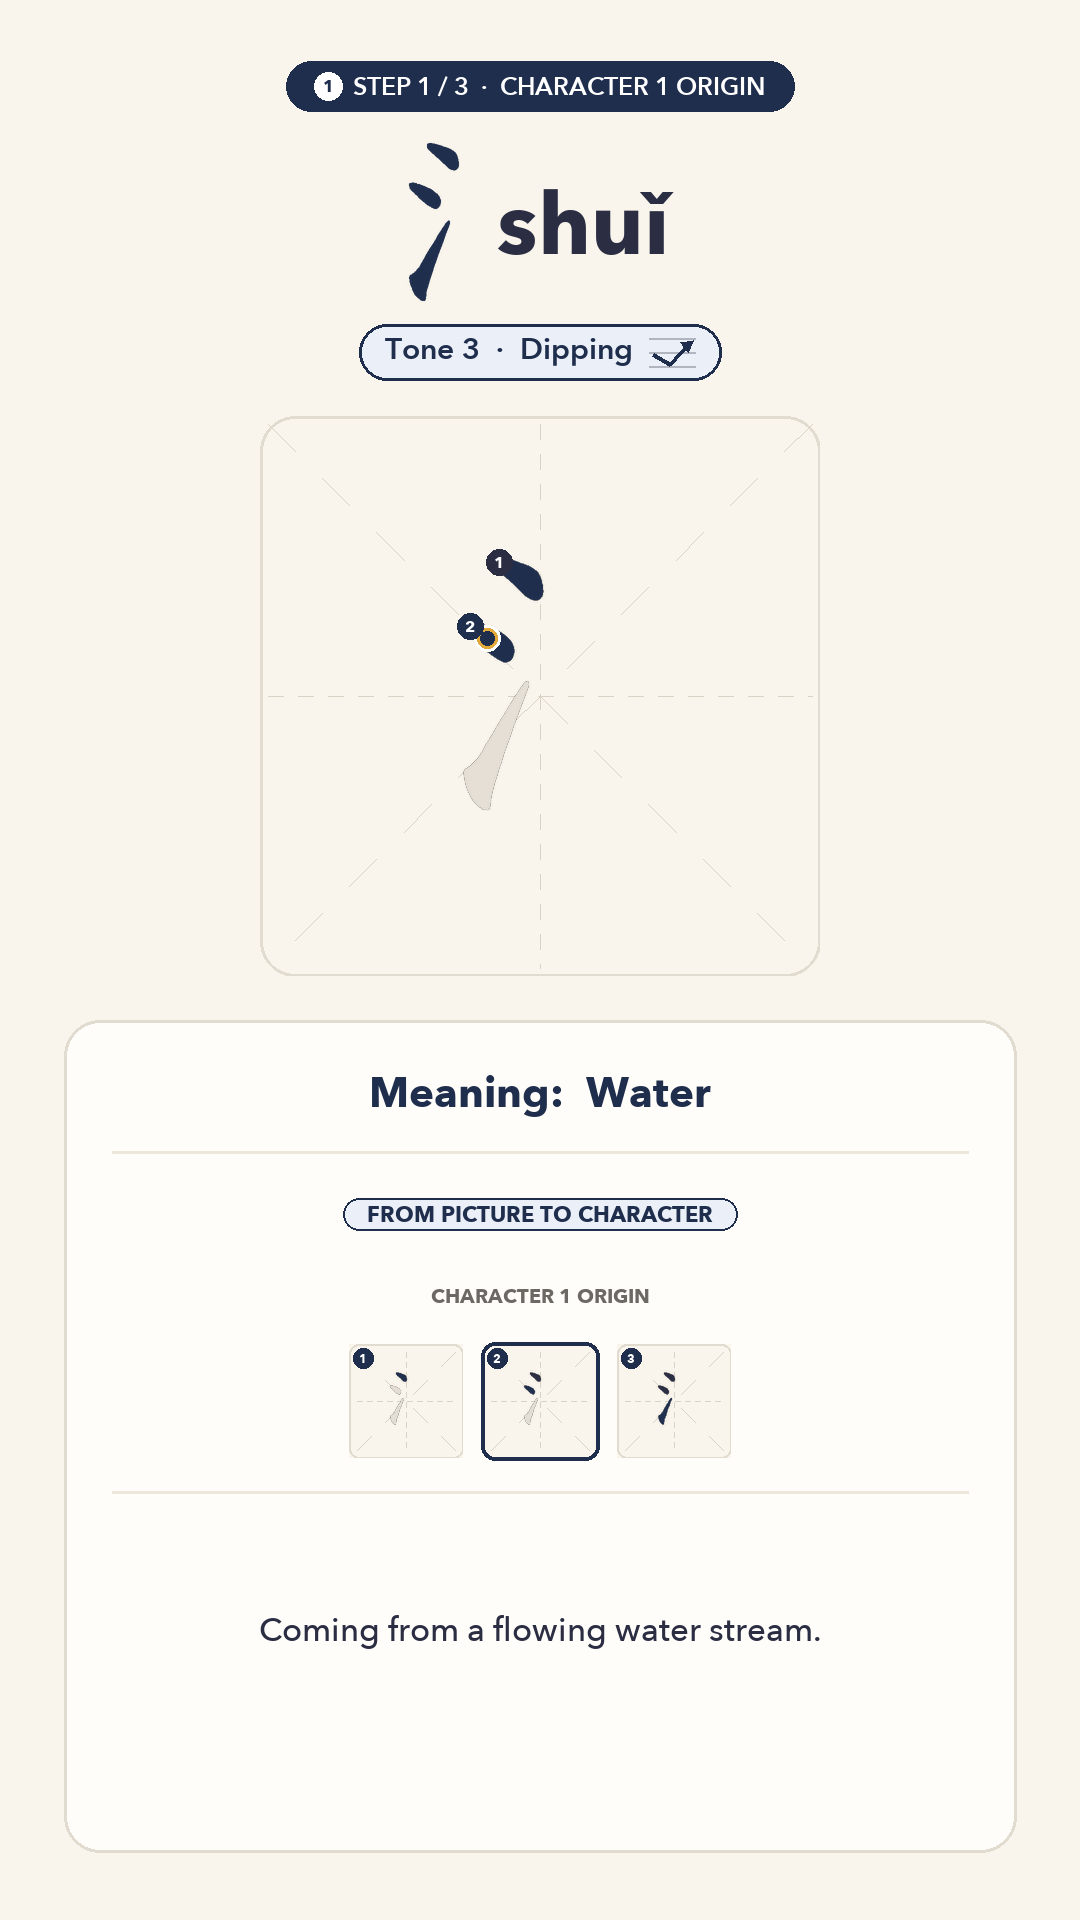 1 STEP 1 / 3 · CHARACTER 1 ORIGIN
氵 shuǐ
Tone 3 · Dipping
1
2
Meaning: Water
FROM PICTURE TO CHARACTER
CHARACTER 1 ORIGIN
1 2 3
Coming from a flowing water stream.